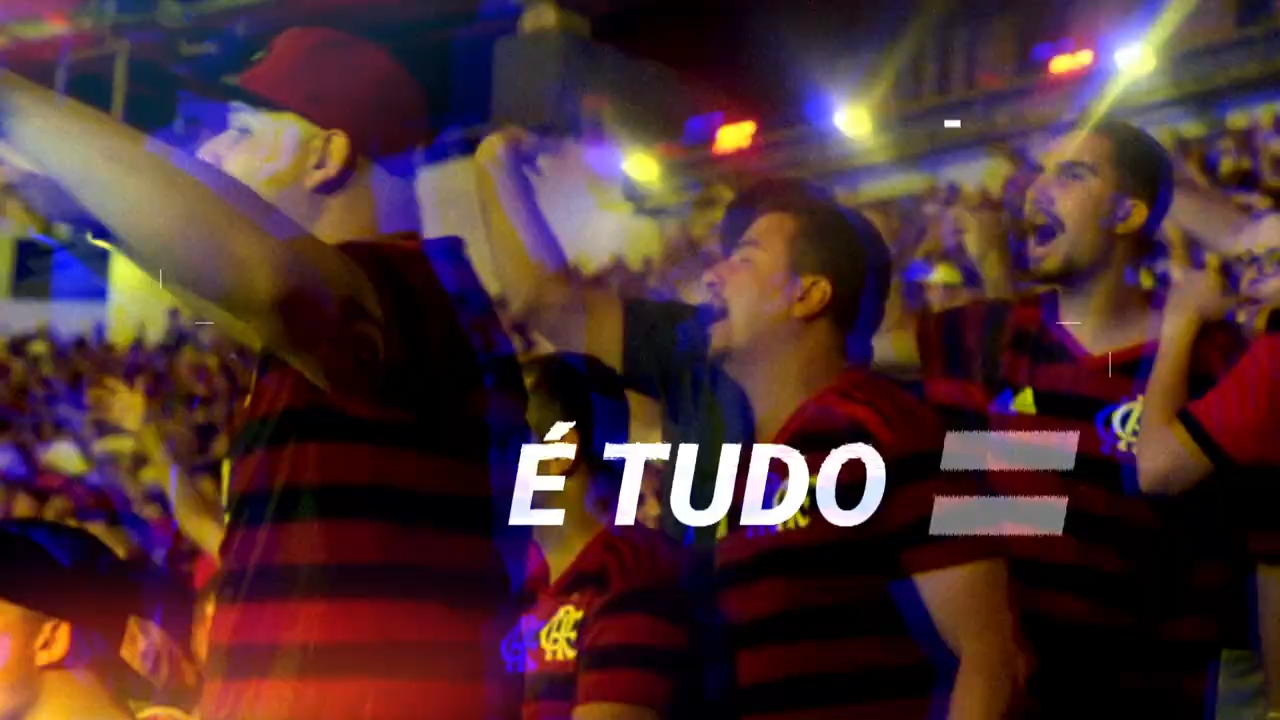 É TUDO =